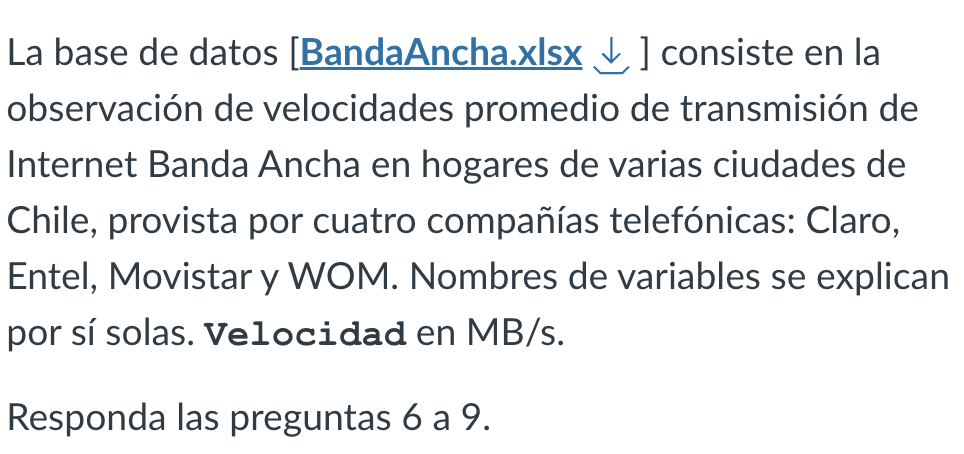 La base de datos [BandaAncha.xlsx ] consiste en la
observación de velocidades promedio de transmisión de
Internet Banda Ancha en hogares de varias ciudades de
Chile, provista por cuatro compañías telefónicas: Claro,
Entel, Movistar y WOM. Nombres de variables se explican
por sí solas. Velocidad en MB/s.
Responda las preguntas 6 a 9.